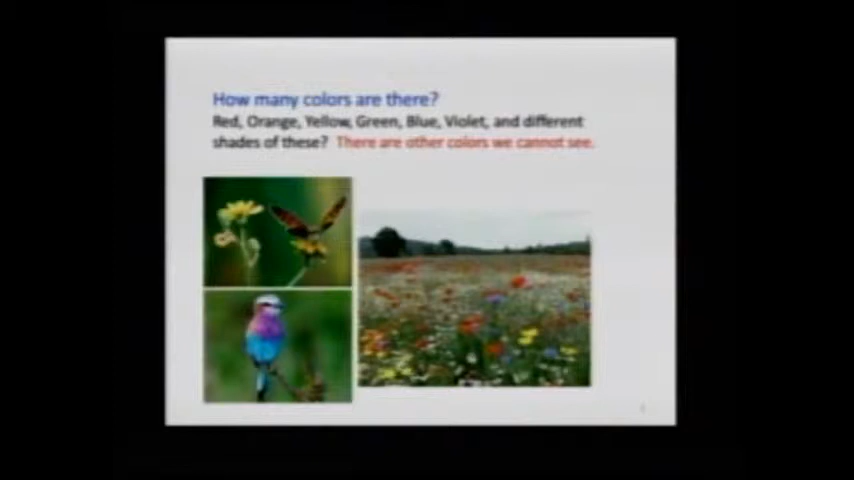 How many colors are there?
Red, Orange, Yellow, Green, Blue, Violet, and different
shades of these? There are other colors we cannot see.